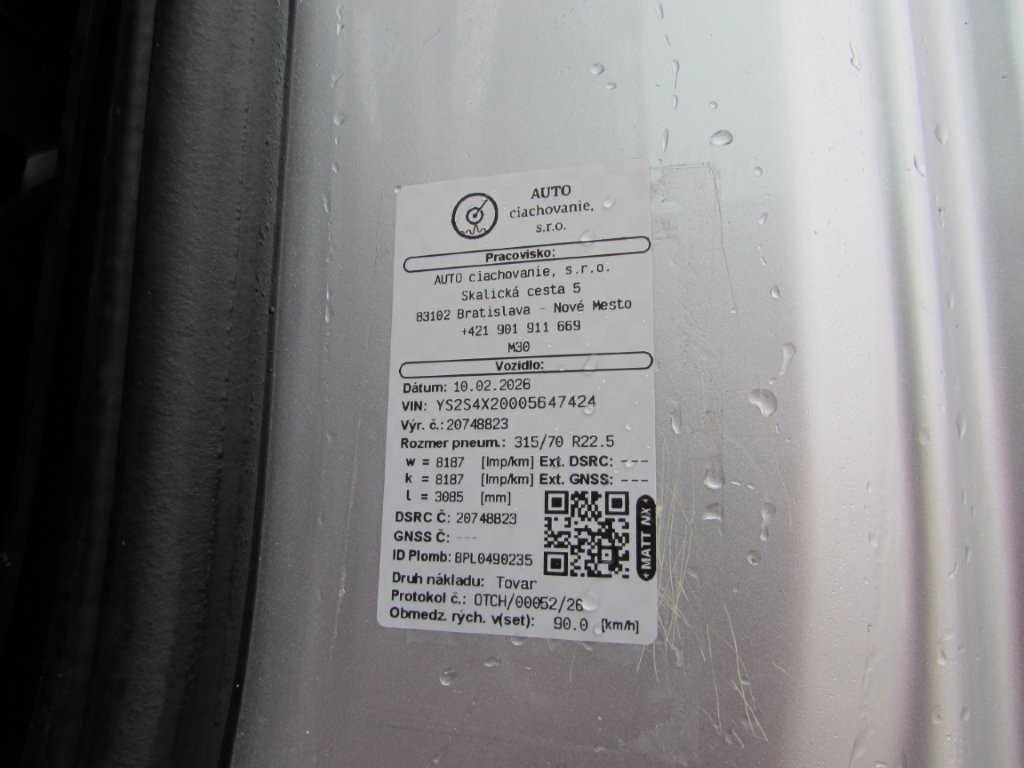 AUTO
ciachovanie,
s.r.o.
Pracovisko:
AUTO ciachovanie, s.r.o.
Skalická cesta 5
83102 Bratislava - Nové Mesto
+421 901 911 669
M30
Vozidlo:
Dátum: 10.02.2026
VIN: YS2S4X20005647424
Výr. č.: 20748823
Rozmer pneum.: 315/70 R22.5
w = 8187 [Imp/km] Ext. DSRC: ---
k = 8187 [Imp/km] Ext. GNSS: ---
l = 3085 [mm]
DSRC Č: 20748823
GNSS Č: ---
ID Plomb: BPL0490235
MATT NX
Druh nákladu: Tovar
Protokol č.: OTCH/00052/26
Obmedz. rých. v(set): 90.0 [km/h]